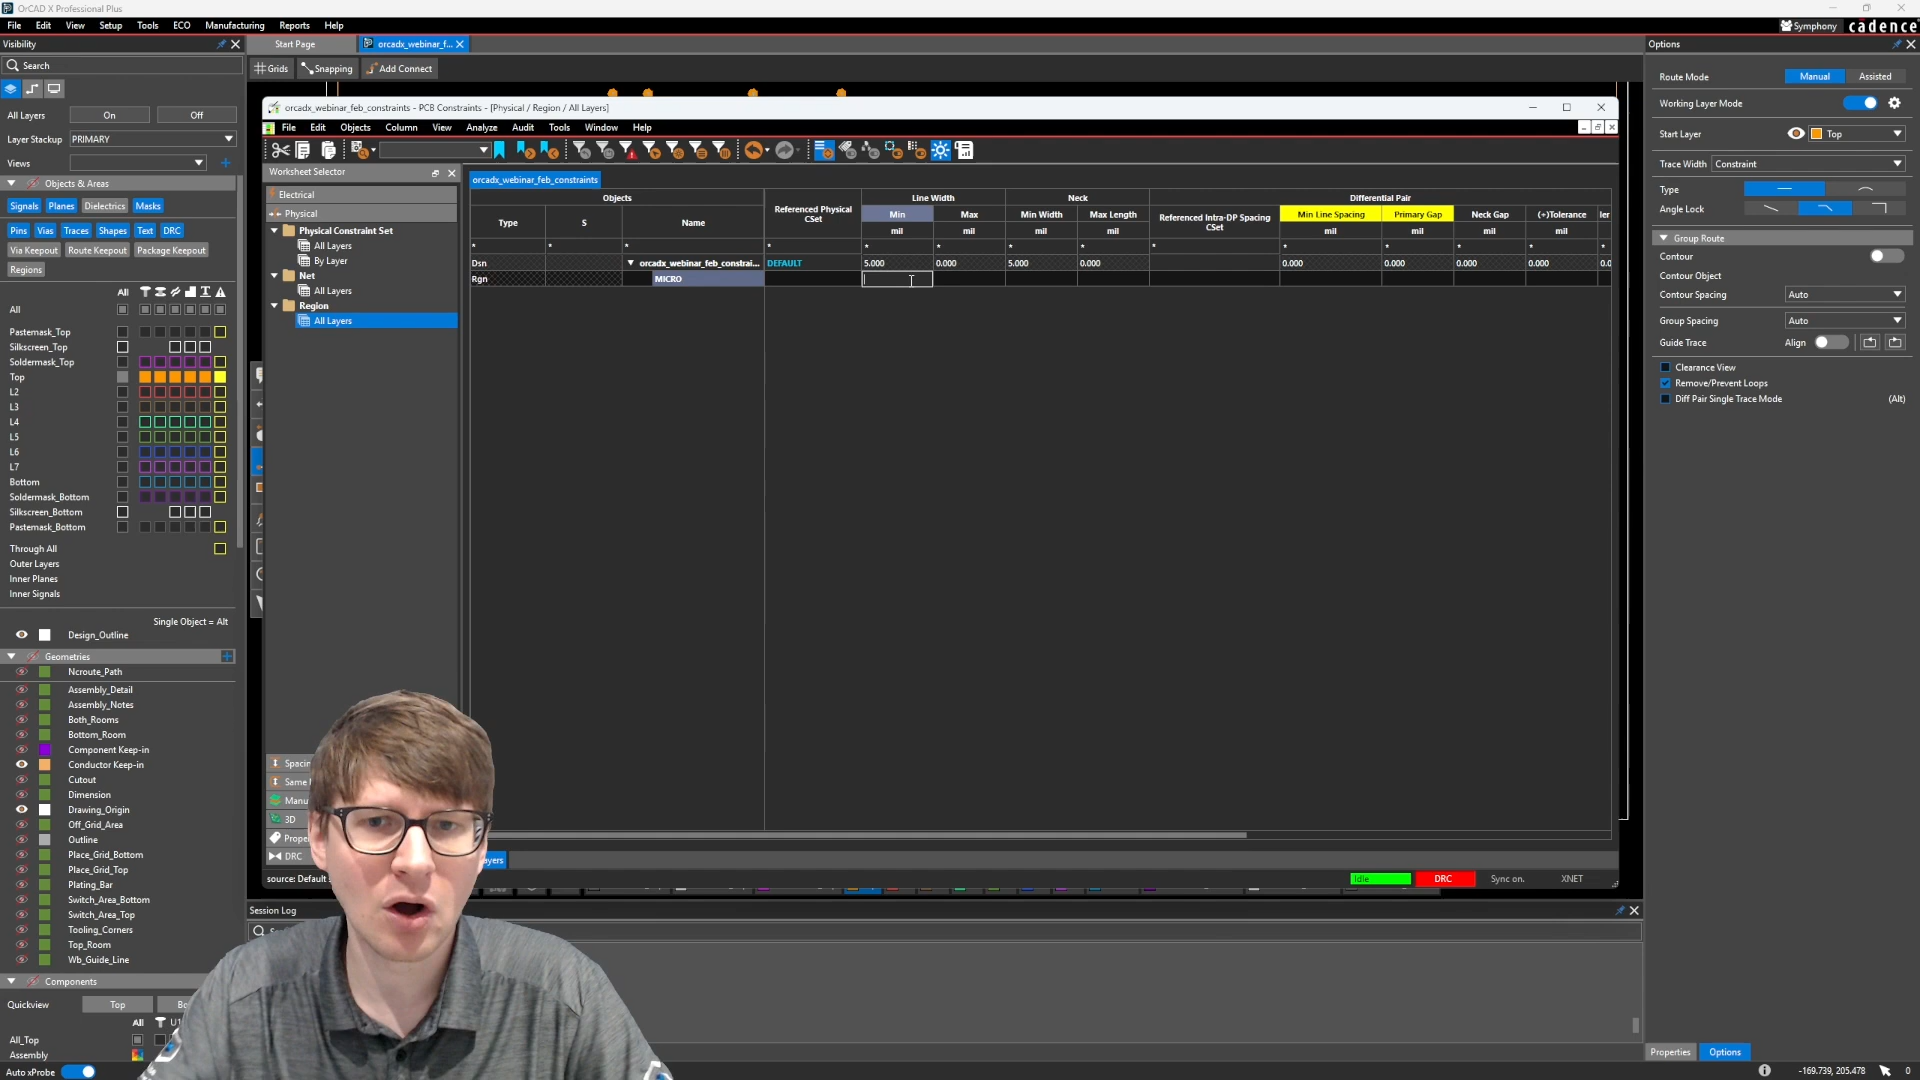 OrCAD X Professional Plus
File Edit View Setup Tools ECO Manufacturing Reports Help
Symphony cādence
Visibility
Start Page
orcadx_webinar_f...
Options
Search
Grids Snapping Add Connect
All Layers On Off
Layer Stackup PRIMARY
Views
Objects & Areas
Signals Planes Dielectrics Masks
Pins Vias Traces Shapes Text DRC
Via Keepout Route Keepout Package Keepout
Regions
All
All
Pastemask_Top
Silkscreen_Top
Soldermask_Top
Top
L2
L3
L4
L5
L6
L7
Bottom
Soldermask_Bottom
Silkscreen_Bottom
Pastemask_Bottom
Through All
Outer Layers
Inner Planes
Inner Signals
Single Object = Alt
Design_Outline
Geometries
Ncroute_Path
Assembly_Detail
Assembly_Notes
Both_Rooms
Bottom_Room
Component Keep-in
Conductor Keep-in
Cutout
Dimension
Drawing_Origin
Off_Grid_Area
Outline
Place_Grid_Bottom
Place_Grid_Top
Plating_Bar
Switch_Area_Bottom
Switch_Area_Top
Tooling_Corners
Top_Room
Wb_Guide_Line
Components
Quickview Top
All
All_Top
Assembly
Auto xProbe
orcadx_webinar_feb_constraints - PCB Constraints - [Physical / Region / All Layers]
File Edit Objects Column View Analyze Audit Tools Window Help
Worksheet Selector
Electrical
Physical
Physical Constraint Set
All Layers
By Layer
Net
All Layers
Region
All Layers
Manu
3D
DRC
source: Default
orcadx_webinar_feb_constraints
Objects
Referenced Physical CSet
Line Width
Neck
Differential Pair
Type S Name
Min Max Min Width Max Length
Referenced Intra-DP Spacing CSet
Min Line Spacing Primary Gap Neck Gap (+)Tolerance
mil mil mil mil mil mil mil mil
* * * * * * * * * * * * * *
Dsn orcadx_webinar_feb_constrai... DEFAULT 5.000 0.000 5.000 0.000 0.000 0.000 0.000 0.000 0.0
Rgn MICRO
Idle DRC Sync on. XNET
Session Log
Route Mode Manual Assisted
Working Layer Mode
Start Layer Top
Trace Width Constraint
Type
Angle Lock
Group Route
Contour
Contour Object
Contour Spacing Auto
Group Spacing Auto
Guide Trace Align
Clearance View
Remove/Prevent Loops
Diff Pair Single Trace Mode (Alt)
Properties Options
-169.739, 205.478 0